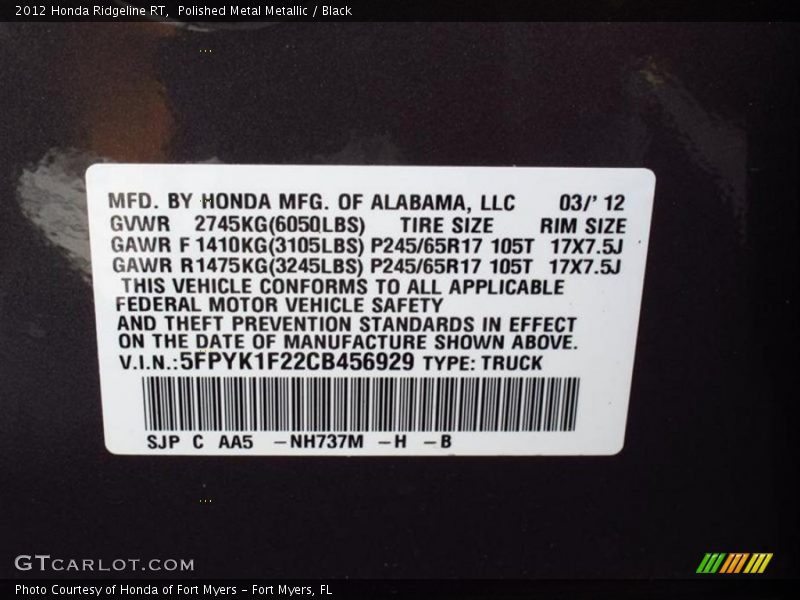 2012 Honda Ridgeline RT, Polished Metal Metallic / Black
MFD. BY HONDA MFG. OF ALABAMA, LLC 03/' 12
GVWR 2745KG(6050LBS) TIRE SIZE RIM SIZE
GAWR F 1410KG(3105LBS) P245/65R17 105T 17X7.5J
GAWR R1475KG(3245LBS) P245/65R17 105T 17X7.5J
THIS VEHICLE CONFORMS TO ALL APPLICABLE
FEDERAL MOTOR VEHICLE SAFETY
AND THEFT PREVENTION STANDARDS IN EFFECT
ON THE DATE OF MANUFACTURE SHOWN ABOVE.
V.I.N.:5FPYK1F22CB456929 TYPE: TRUCK
SJP C AA5 -NH737M -H -B
GTCARLOT.COM
Photo Courtesy of Honda of Fort Myers - Fort Myers, FL